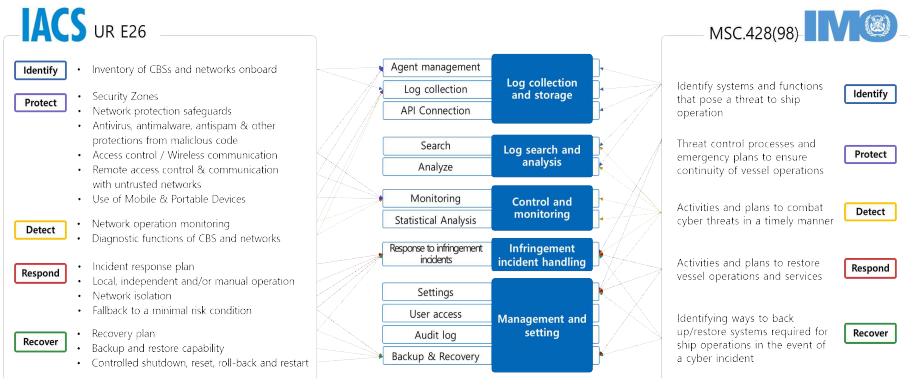 IACS UR E26
Identify
• Inventory of CBSs and networks onboard
Protect
• Security Zones
• Network protection safeguards
• Antivirus, antimalware, antispam & other
protections from malicious code
• Access control / Wireless communication
• Remote access control & communication
with untrusted networks
• Use of Mobile & Portable Devices
Detect
• Network operation monitoring
• Diagnostic functions of CBS and networks
Respond
• Incident response plan
• Local, independent and/or manual operation
• Network isolation
• Fallback to a minimal risk condition
Recover
• Recovery plan
• Backup and restore capability
• Controlled shutdown, reset, roll-back and restart
Agent management
Log collection
API Connection
Log collection
and storage
Search
Analyze
Log search and
analysis
Monitoring
Statistical Analysis
Control and
monitoring
Response to infringement
incidents
Infringement
incident handling
Settings
User access
Audit log
Backup & Recovery
Management and
setting
MSC.428(98) IMO
Identify systems and functions
that pose a threat to ship
operation
Identify
Threat control processes and
emergency plans to ensure
continuity of vessel operations
Protect
Activities and plans to combat
cyber threats in a timely manner
Detect
Activities and plans to restore
vessel operations and services
Respond
Identifying ways to back
up/restore systems required for
ship operations in the event of
a cyber incident
Recover